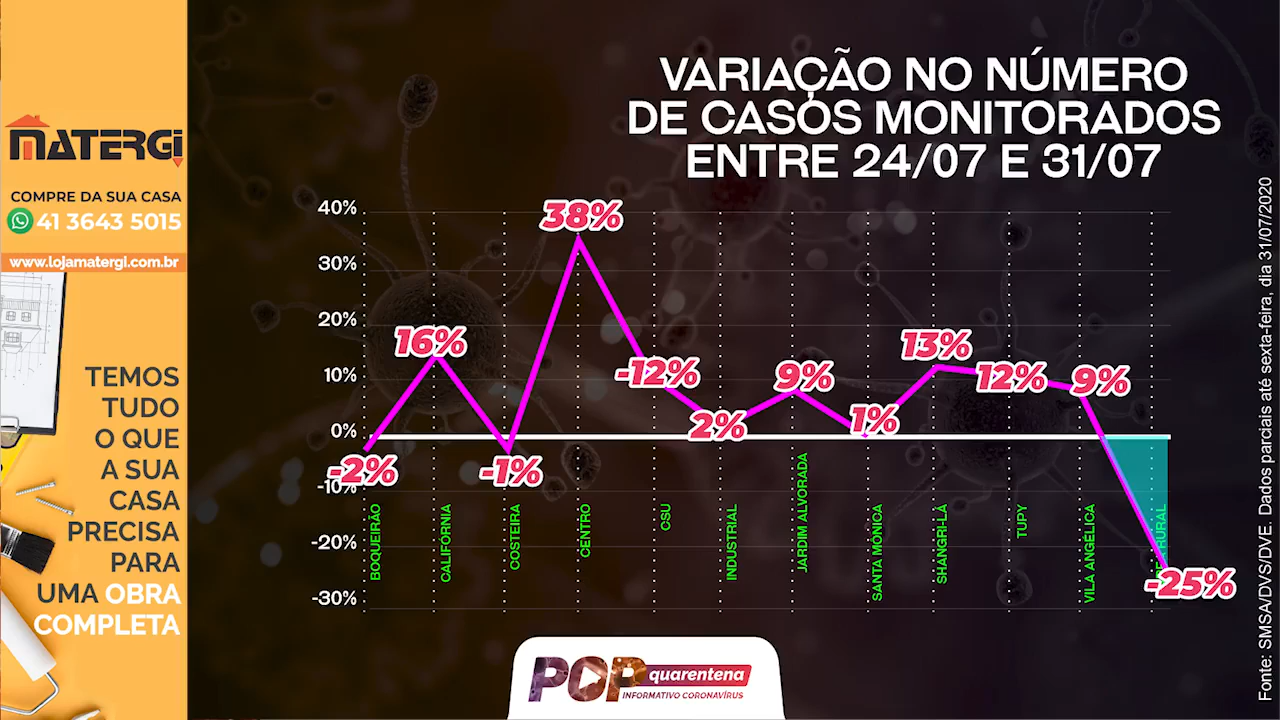 MATERGi
COMPRE DA SUA CASA
41 3643 5015
www.lojamatergi.com.br
TEMOS
TUDO
O QUE
A SUA
CASA
PRECISA
PARA
UMA OBRA
COMPLETA
VARIAÇÃO NO NÚMERO
DE CASOS MONITORADOS
ENTRE 24/07 E 31/07
40%
30%
20%
10%
0%
-10%
-20%
-30%
-2%
16%
-1%
38%
-12%
2%
9%
1%
13%
12%
9%
-25%
BOQUEIRÃO
CALIFORNIA
COSTEIRA
CENTRO
CSU
INDUSTRIAL
JARDIM ALVORADA
SANTA MÔNICA
SHANGRI-LÁ
TUPY
VILA ANGÉLICA
RURAL
POP quarentena
INFORMATIVO CORONAVÍRUS
Fonte: SMSA/DVS/DVE. Dados parciais até sexta-feira, dia 31/07/2020